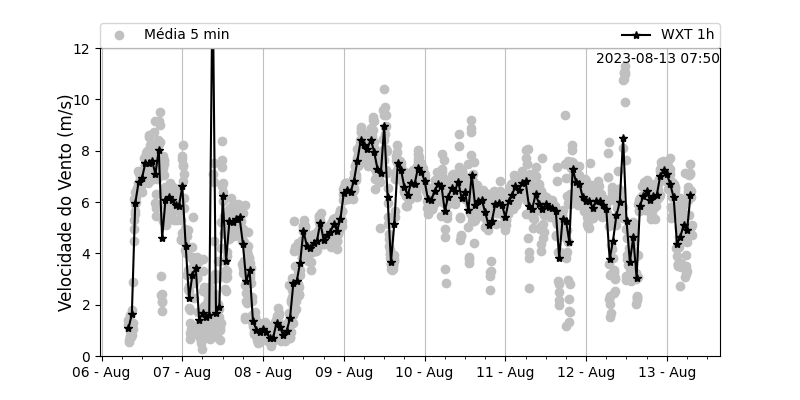 Média 5 min
WXT 1h
2023-08-13 07:50
Velocidade do Vento (m/s)
12
10
8
6
4
2
0
06 - Aug
07 - Aug
08 - Aug
09 - Aug
10 - Aug
11 - Aug
12 - Aug
13 - Aug